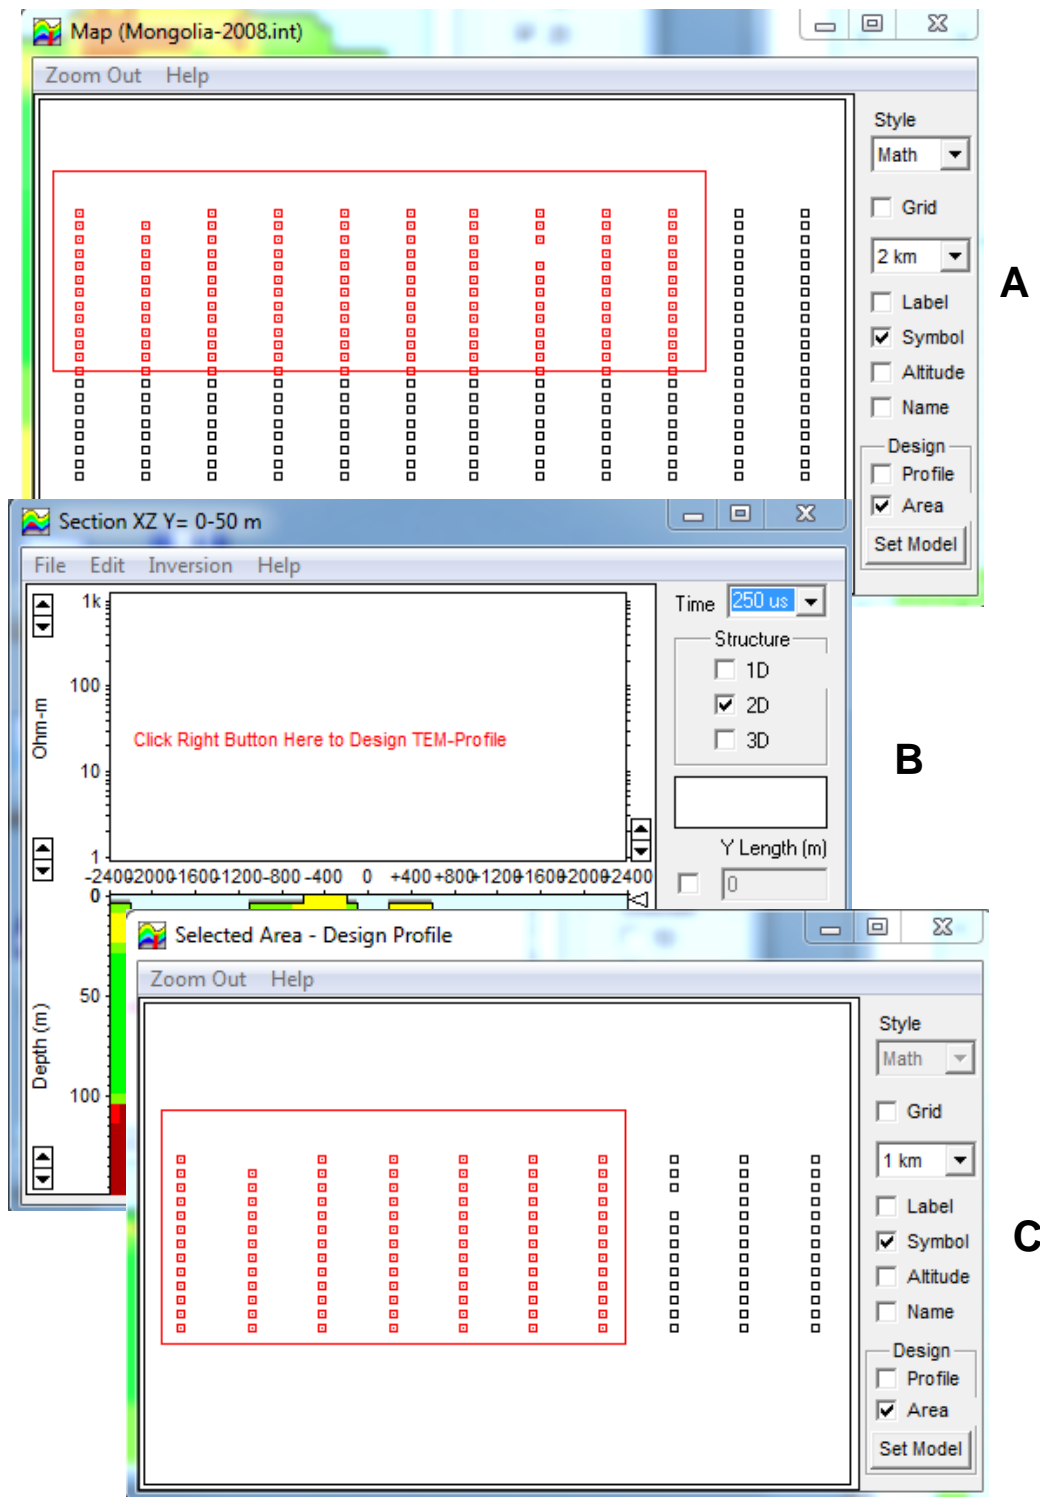 Map (Mongolia-2008.int)
Zoom Out Help
Style
Math
Grid
2 km
Label
Symbol
Altitude
Name
Design
Profile
Area
Set Model
A
Section XZ Y= 0-50 m
File Edit Inversion Help
Time 250 us
Structure
1D
2D
3D
Y Length (m)
0
1k
100
10
1
Ohm-m
Click Right Button Here to Design TEM-Profile
-2400 -2000 -1600 -1200 -800 -400 0 +400 +800 +1200 +1600 +2000 +2400
0
50
100
Depth (m)
B
Selected Area - Design Profile
Zoom Out Help
Style
Math
Grid
1 km
Label
Symbol
Altitude
Name
Design
Profile
Area
Set Model
C